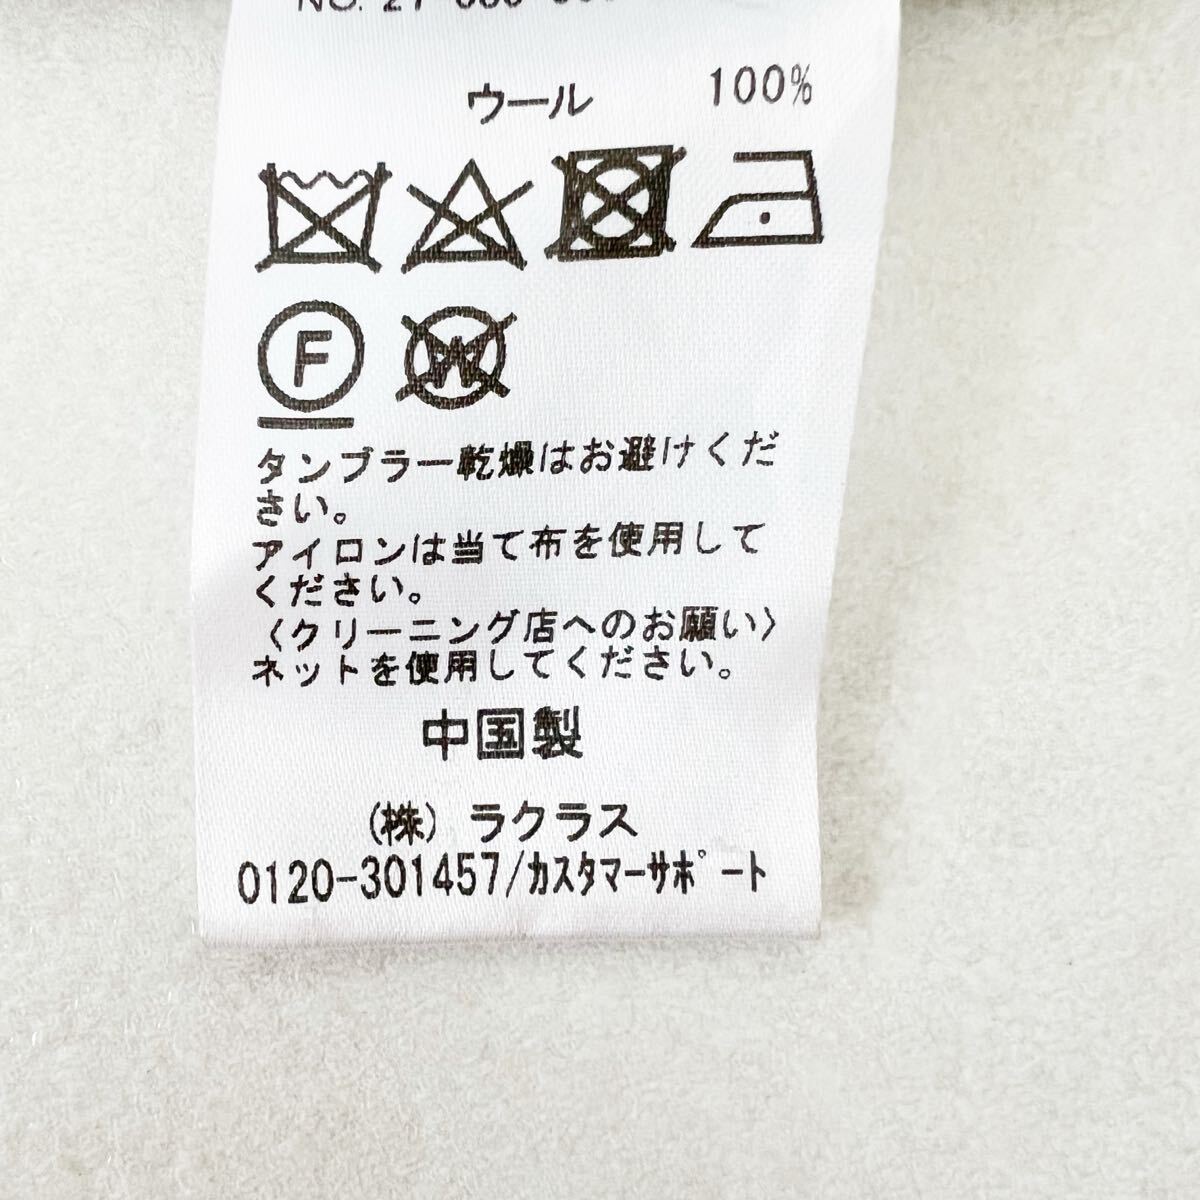 ウール 100%
F
W
タンブラー乾燥はお避けくだ
さい。
アイロンは当て布を使用して
ください。
〈クリーニング店へのお願い〉
ネットを使用してください。
中国製
(株) ラクラス
0120-301457/カスタマーサポート